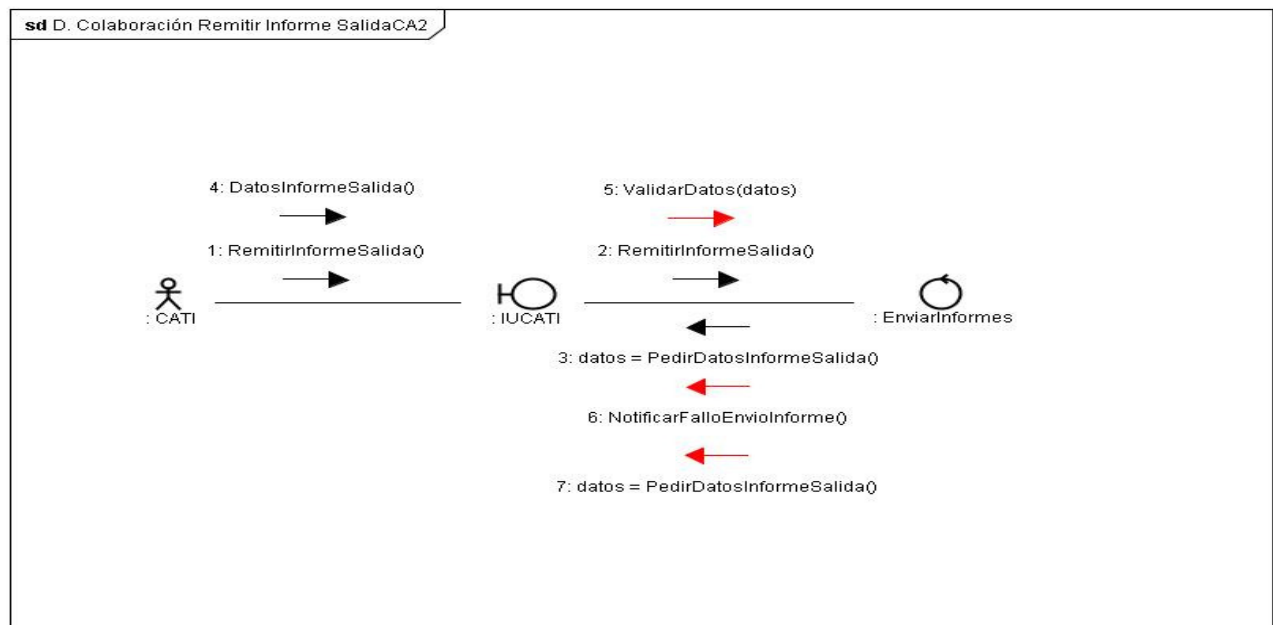 sd D. Colaboración Remitir Informe SalidaCA2
4: DatosInformeSalida()
5: ValidarDatos(datos)
1: RemitirInformeSalida()
2: RemitirInformeSalida()
: CATI
: IUCATI
: EnviarInformes
3: datos = PedirDatosInformeSalida()
6: NotificarFalloEnvioInforme()
7: datos = PedirDatosInformeSalida()